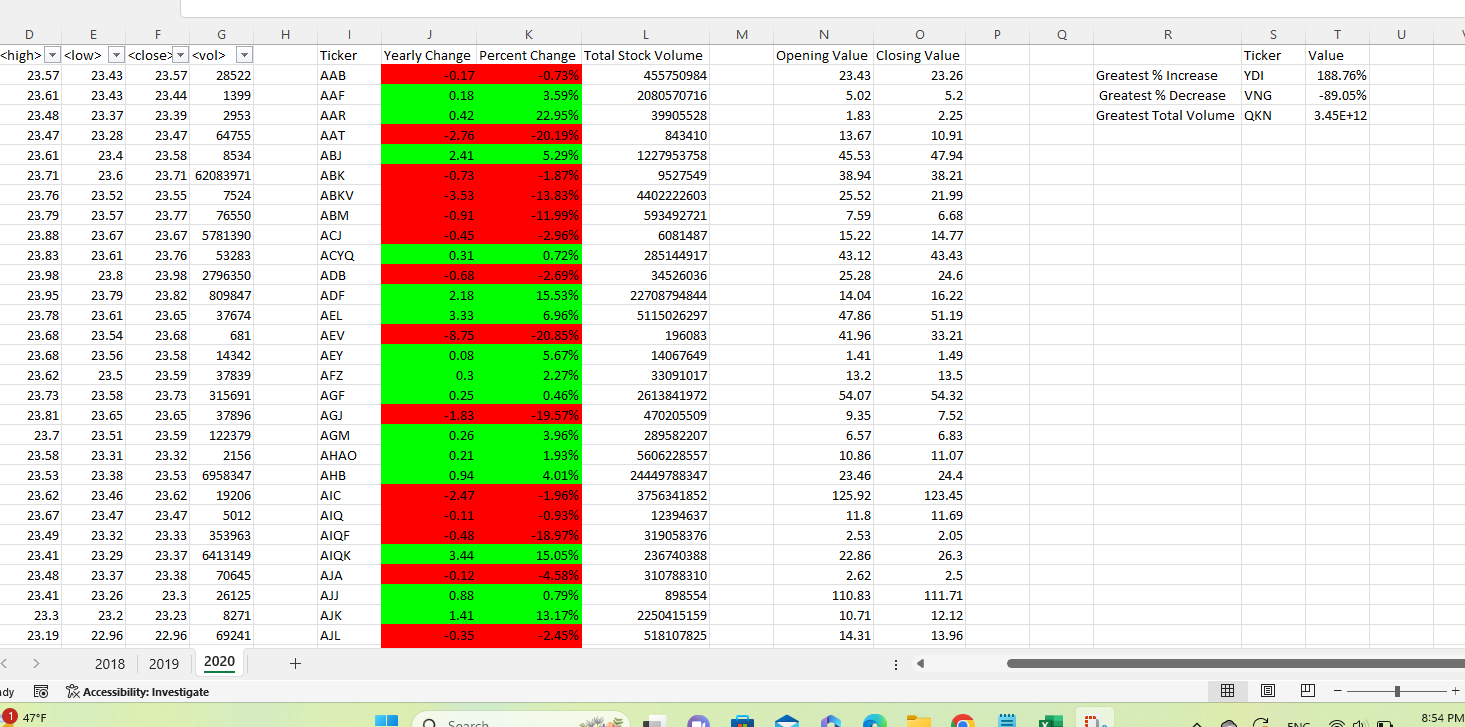 D E F G H I J K L M N O P Q R S T U
<high> <low> <close> <vol> Ticker Yearly Change Percent Change Total Stock Volume Opening Value Closing Value Ticker Value
23.57 23.43 23.57 28522 AAB -0.17 -0.73% 455750984 23.43 23.26 Greatest % Increase YDI 188.76%
23.61 23.43 23.44 1399 AAF 0.18 3.59% 2080570716 5.02 5.2 Greatest % Decrease VNG -89.05%
23.48 23.37 23.39 2953 AAR 0.42 22.95% 39905528 1.83 2.25 Greatest Total Volume QKN 3.45E+12
23.47 23.28 23.47 64755 AAT -2.76 -20.19% 843410 13.67 10.91
23.61 23.4 23.58 8534 ABJ 2.41 5.29% 1227953758 45.53 47.94
23.71 23.6 23.71 62083971 ABK -0.73 -1.87% 9527549 38.94 38.21
23.76 23.52 23.55 7524 ABKV -3.53 -13.83% 4402222603 25.52 21.99
23.79 23.57 23.77 76550 ABM -0.91 -11.99% 593492721 7.59 6.68
23.88 23.67 23.67 5781390 ACJ -0.45 -2.96% 6081487 15.22 14.77
23.83 23.61 23.76 53283 ACYQ 0.31 0.72% 285144917 43.12 43.43
23.98 23.8 23.98 2796350 ADB -0.68 -2.69% 34526036 25.28 24.6
23.95 23.79 23.82 809847 ADF 2.18 15.53% 22708794844 14.04 16.22
23.78 23.61 23.65 37674 AEL 3.33 6.96% 5115026297 47.86 51.19
23.68 23.54 23.68 681 AEV -8.75 -20.85% 196083 41.96 33.21
23.68 23.56 23.58 14342 AEY 0.08 5.67% 14067649 1.41 1.49
23.62 23.5 23.59 37839 AFZ 0.3 2.27% 33091017 13.2 13.5
23.73 23.58 23.73 315691 AGF 0.25 0.46% 2613841972 54.07 54.32
23.81 23.65 23.65 37896 AGJ -1.83 -19.57% 470205509 9.35 7.52
23.7 23.51 23.59 122379 AGM 0.26 3.96% 289582207 6.57 6.83
23.58 23.31 23.32 2156 AHAO 0.21 1.93% 5606228557 10.86 11.07
23.53 23.38 23.53 6958347 AHB 0.94 4.01% 24449788347 23.46 24.4
23.62 23.46 23.62 19206 AIC -2.47 -1.96% 3756341852 125.92 123.45
23.67 23.47 23.47 5012 AIQ -0.11 -0.93% 12394637 11.8 11.69
23.49 23.32 23.33 353963 AIQF -0.48 -18.97% 319058376 2.53 2.05
23.41 23.29 23.37 6413149 AIQK 3.44 15.05% 236740388 22.86 26.3
23.48 23.37 23.38 70645 AJA -0.12 -4.58% 310788310 2.62 2.5
23.41 23.26 23.3 26125 AJJ 0.88 0.79% 898554 110.83 111.71
23.3 23.2 23.23 8271 AJK 1.41 13.17% 2250415159 10.71 12.12
23.19 22.96 22.96 69241 AJL -0.35 -2.45% 518107825 14.31 13.96
2018 2019 2020 +
dy Accessibility: Investigate
1 47°F Search ENG 8:54 PM